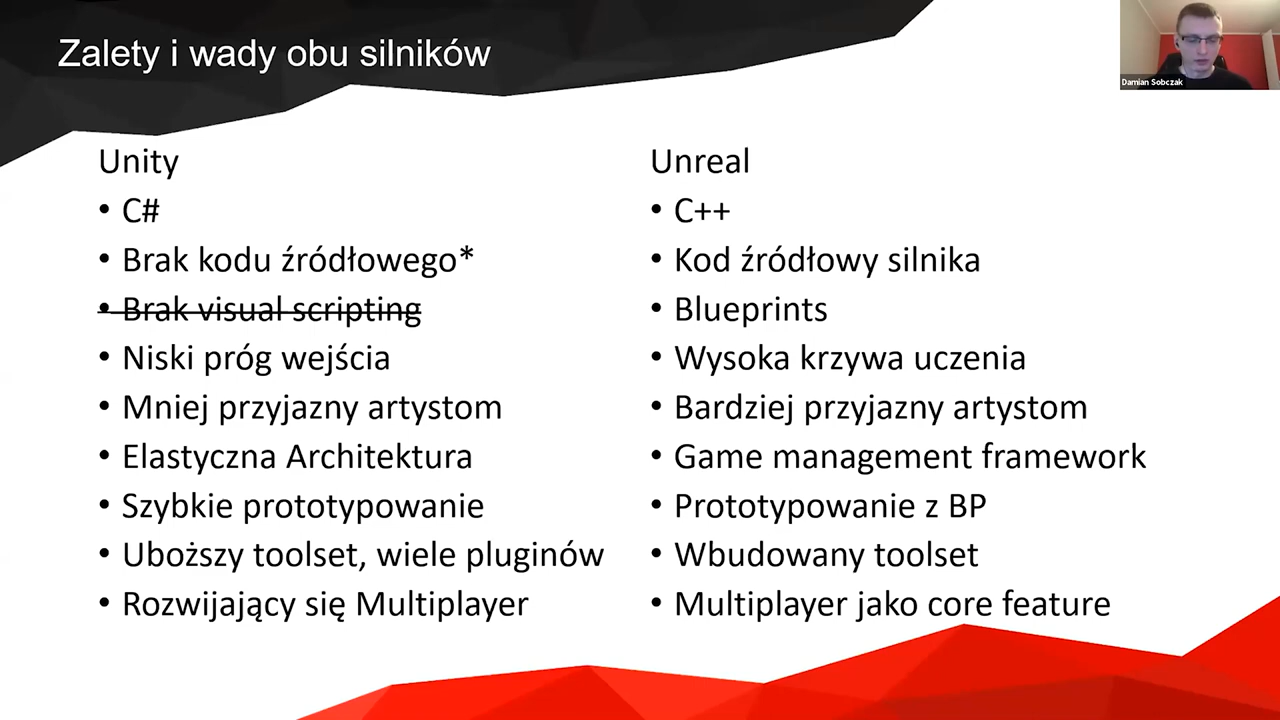 Zalety i wady obu silników
Damian Sobczak
Unity
• C#
• Brak kodu źródłowego*
• Brak visual scripting
• Niski próg wejścia
• Mniej przyjazny artystom
• Elastyczna Architektura
• Szybkie prototypowanie
• Uboższy toolset, wiele pluginów
• Rozwijający się Multiplayer
Unreal
• C++
• Kod źródłowy silnika
• Blueprints
• Wysoka krzywa uczenia
• Bardziej przyjazny artystom
• Game management framework
• Prototypowanie z BP
• Wbudowany toolset
• Multiplayer jako core feature